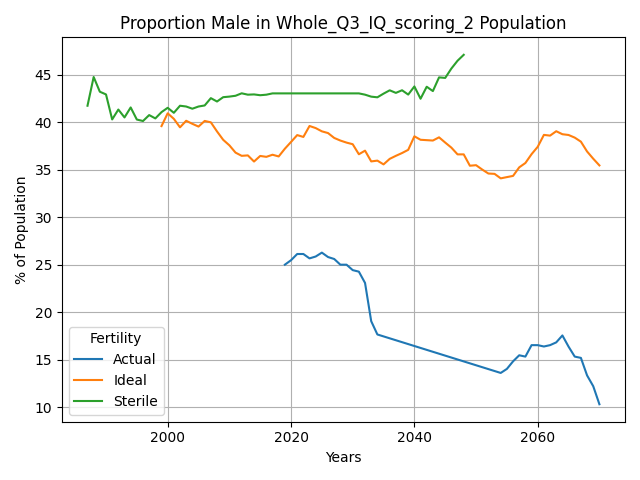 Proportion Male in Whole_Q3_IQ_scoring_2 Population
% of Population
45
40
35
30
25
20
15
10
Fertility
Actual
Ideal
Sterile
2000
2020
2040
2060
Years